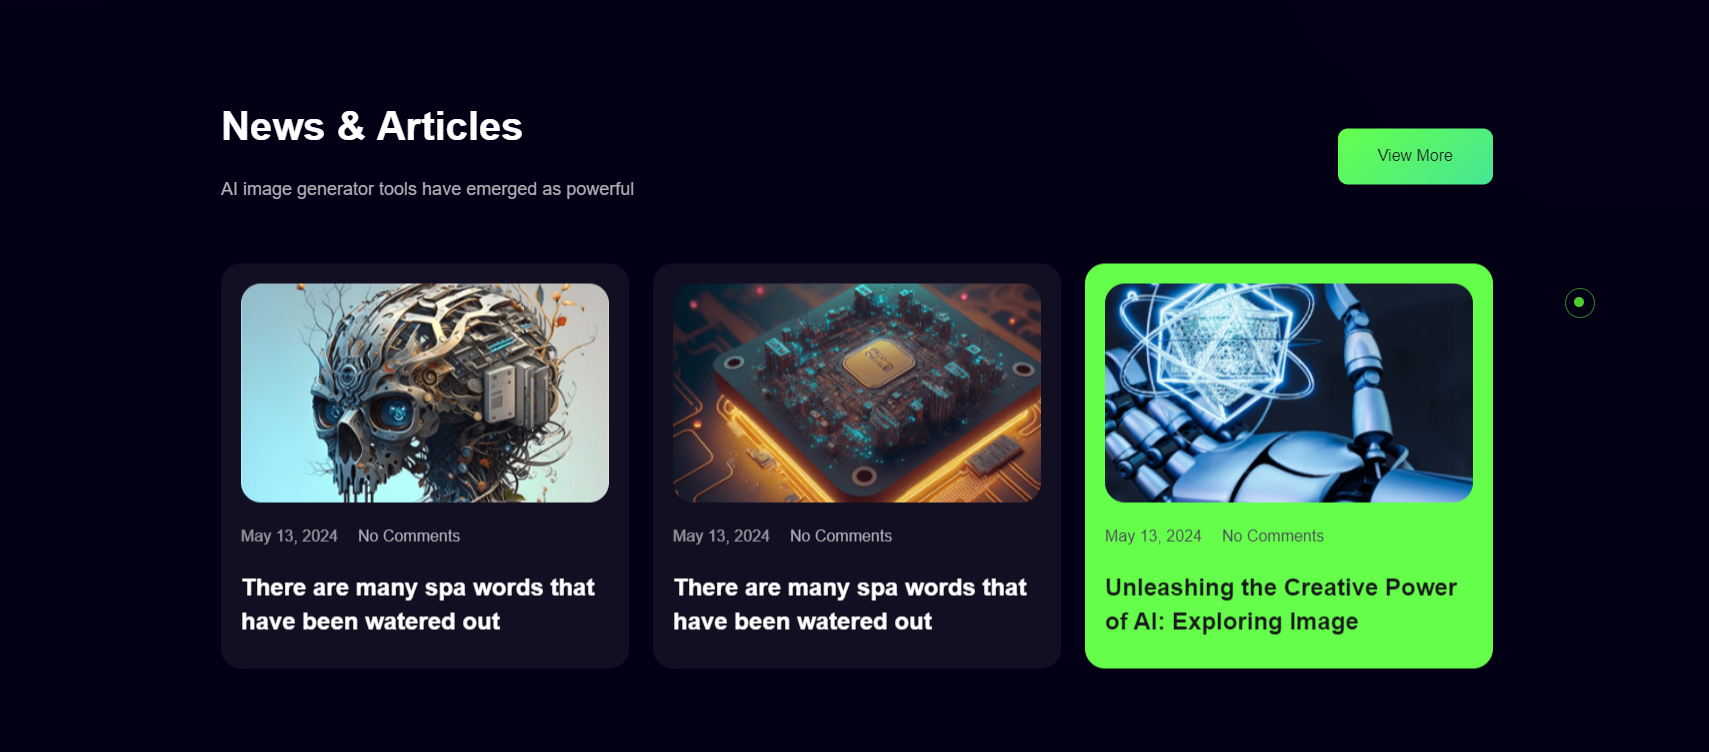 News & Articles
View More
AI image generator tools have emerged as powerful
May 13, 2024 No Comments
There are many spa words that
have been watered out
May 13, 2024 No Comments
There are many spa words that
have been watered out
May 13, 2024 No Comments
Unleashing the Creative Power
of AI: Exploring Image